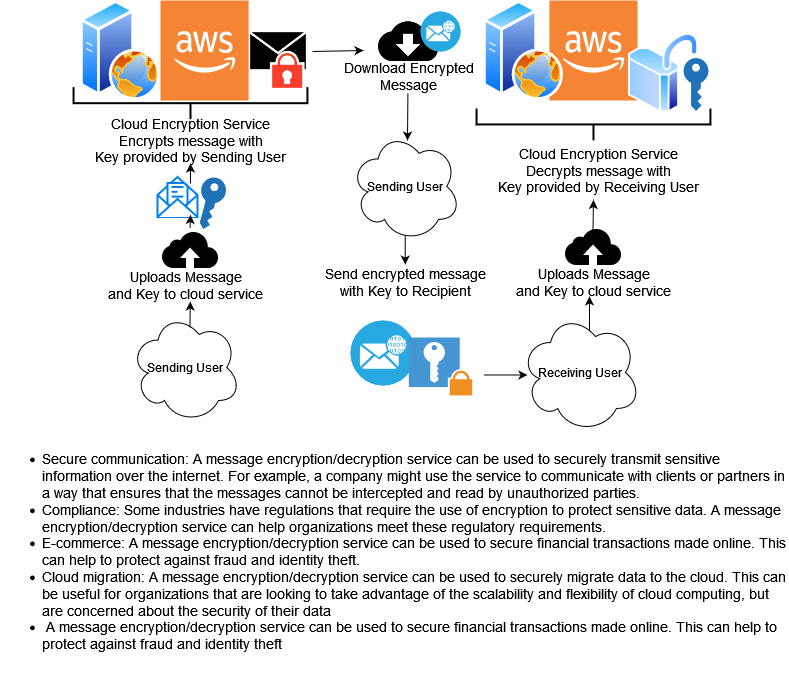 aws
aws
Download Encrypted
Message
Cloud Encryption Service
Encrypts message with
Key provided by Sending User
Cloud Encryption Service
Decrypts message with
Key provided by Receiving User
Sending User
Uploads Message
and Key to cloud service
Send encrypted message
with Key to Recipient
Uploads Message
and Key to cloud service
Sending User
Receiving User
• Secure communication: A message encryption/decryption service can be used to securely transmit sensitive
information over the internet. For example, a company might use the service to communicate with clients or partners in
a way that ensures that the messages cannot be intercepted and read by unauthorized parties.
• Compliance: Some industries have regulations that require the use of encryption to protect sensitive data. A message
encryption/decryption service can help organizations meet these regulatory requirements.
• E-commerce: A message encryption/decryption service can be used to secure financial transactions made online. This
can help to protect against fraud and identity theft.
• Cloud migration: A message encryption/decryption service can be used to securely migrate data to the cloud. This can
be useful for organizations that are looking to take advantage of the scalability and flexibility of cloud computing, but
are concerned about the security of their data
• A message encryption/decryption service can be used to secure financial transactions made online. This can help to
protect against fraud and identity theft